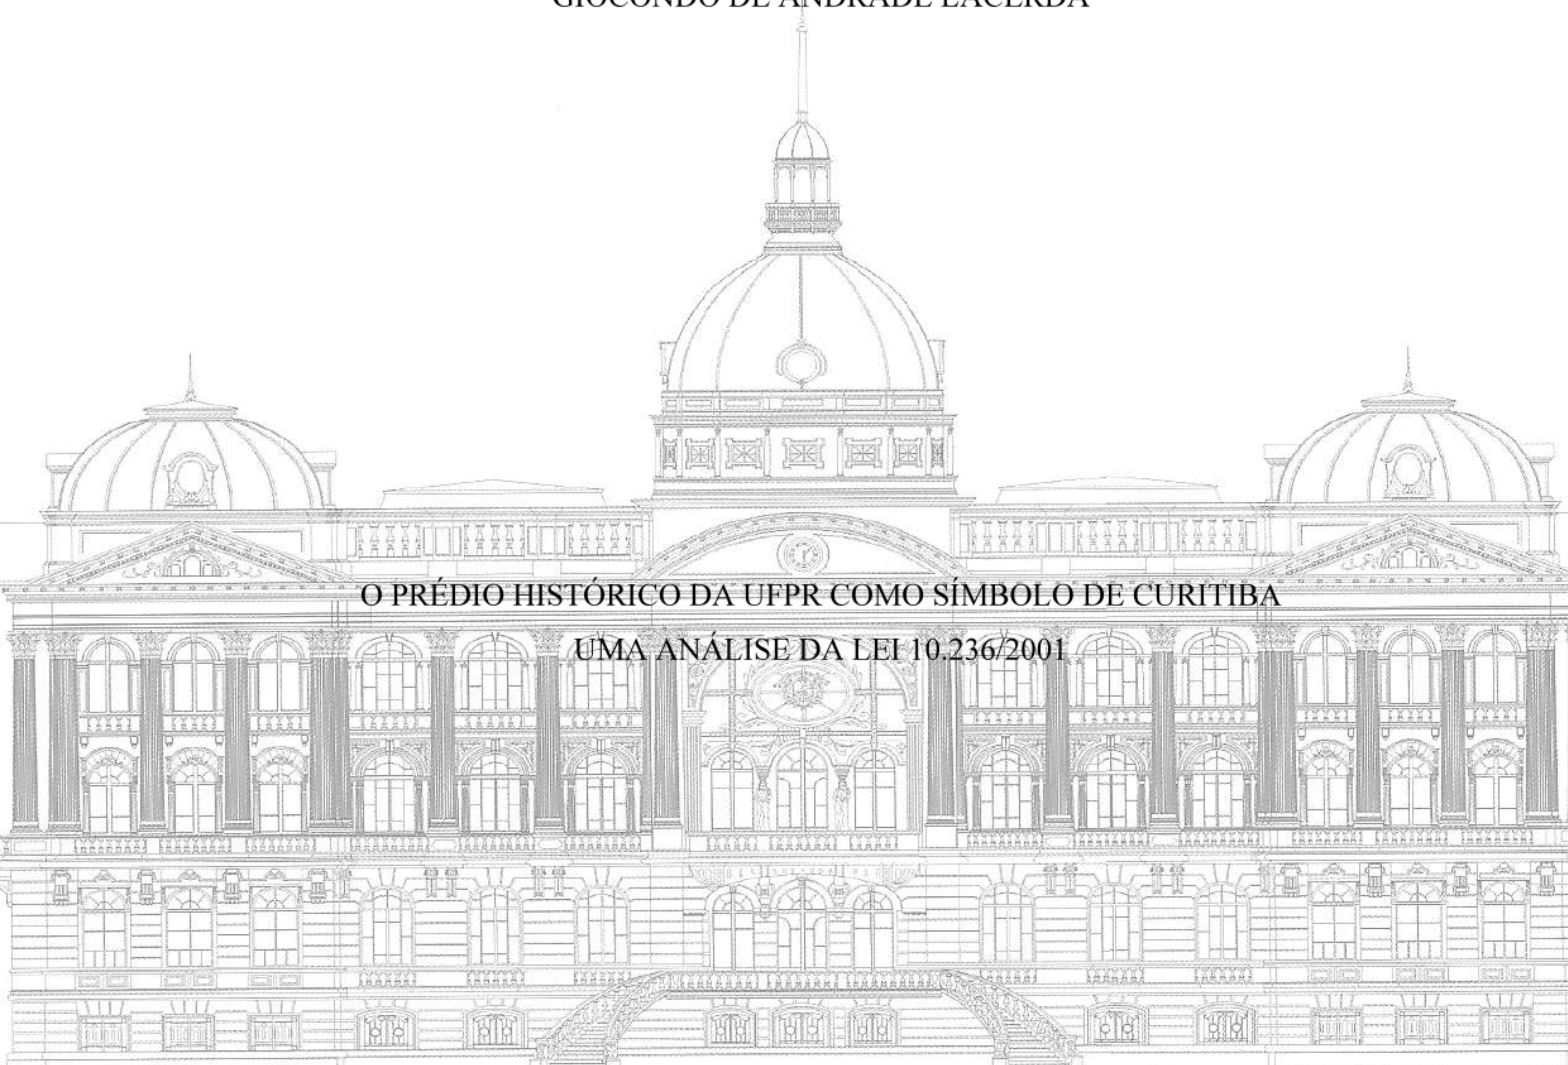 GIOCONDO DE ANDRADE LACERDA
O PRÉDIO HISTÓRICO DA UFPR COMO SÍMBOLO DE CURITIBA
UMA ANÁLISE DA LEI 10.236/2001